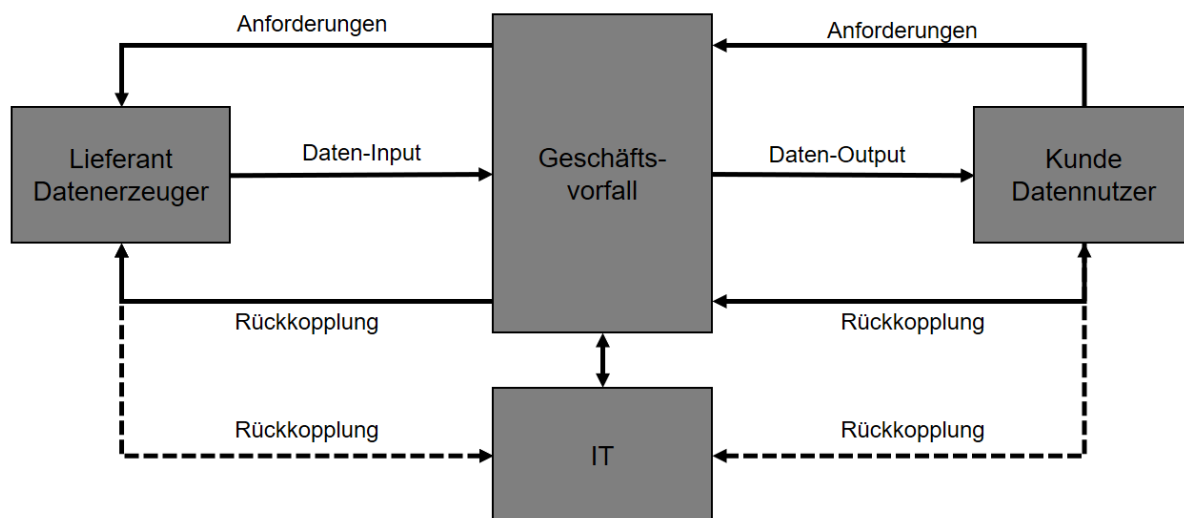 Anforderungen
Anforderungen
Lieferant
Datenerzeuger
Daten-Input
Geschäfts-
vorfall
Daten-Output
Kunde
Datennutzer
Rückkopplung
Rückkopplung
Rückkopplung
IT
Rückkopplung